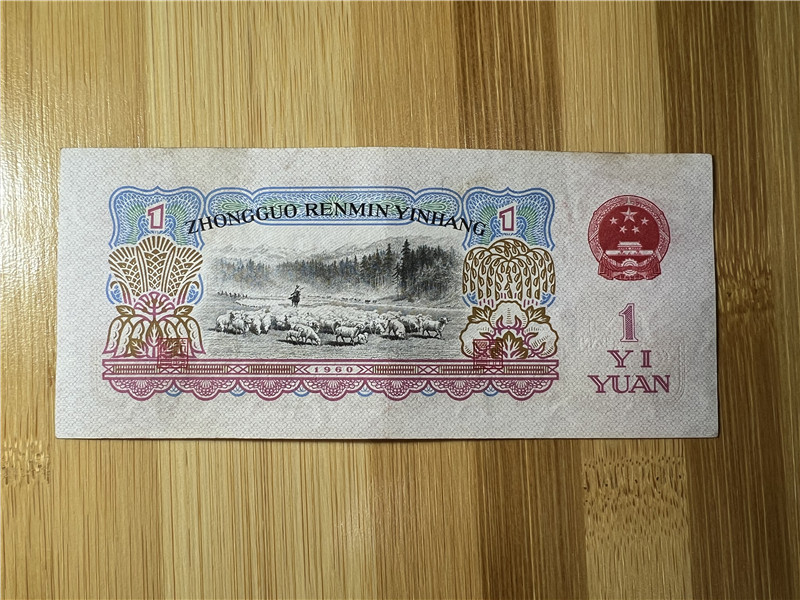 1 ZHONGGUO RENMIN YINHANG 1
1960
1
YI
YUAN